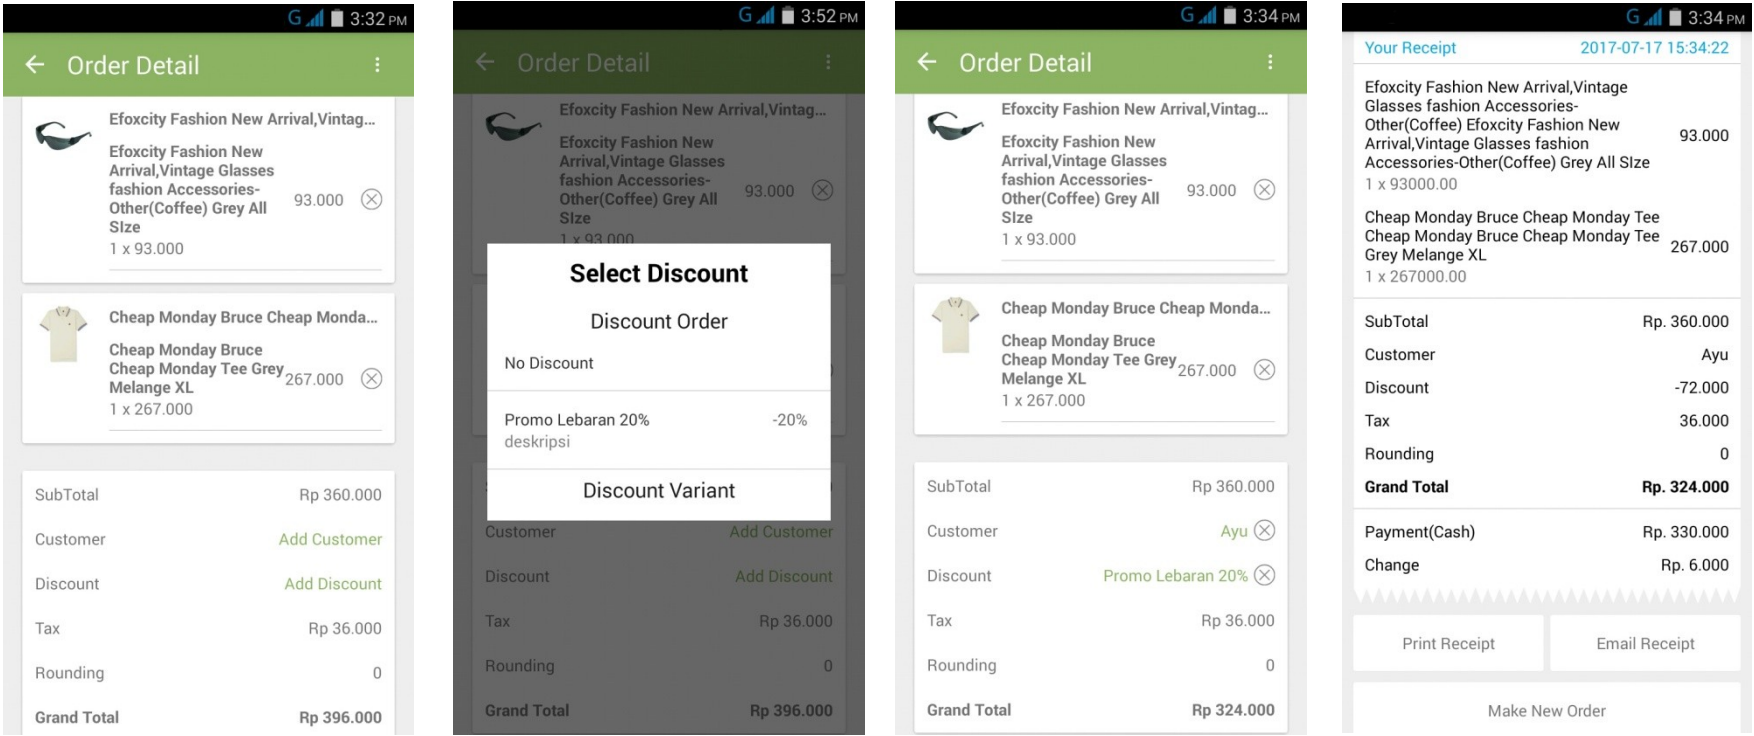 G 3:32 PM
Order Detail
Efoxcity Fashion New Arrival,Vintag...
Efoxcity Fashion New
Arrival,Vintage Glasses
fashion Accessories-
Other(Coffee) Grey All
SIze
93.000
1 x 93.000
Cheap Monday Bruce Cheap Monda...
Cheap Monday Bruce
Cheap Monday Tee Grey
Melange XL
267.000
1 x 267.000
SubTotal Rp 360.000
Customer Add Customer
Discount Add Discount
Tax Rp 36.000
Rounding 0
Grand Total Rp 396.000
G 3:52 PM
Order Detail
Efoxcity Fashion New Arrival,Vintag...
Efoxcity Fashion New
Arrival,Vintage Glasses
fashion Accessories-
Other(Coffee) Grey All
SIze
93.000
1 x 93.000
Select Discount
Discount Order
No Discount
Promo Lebaran 20% -20%
deskripsi
Discount Variant
Customer Add Customer
Discount Add Discount
Tax Rp 36.000
Rounding 0
Grand Total Rp 396.000
G 3:34 PM
Order Detail
Efoxcity Fashion New Arrival,Vintag...
Efoxcity Fashion New
Arrival,Vintage Glasses
fashion Accessories-
Other(Coffee) Grey All
SIze
93.000
1 x 93.000
Cheap Monday Bruce Cheap Monda...
Cheap Monday Bruce
Cheap Monday Tee Grey
Melange XL
267.000
1 x 267.000
SubTotal Rp 360.000
Customer Ayu
Discount Promo Lebaran 20%
Tax Rp 36.000
Rounding 0
Grand Total Rp 324.000
G 3:34 PM
Your Receipt 2017-07-17 15:34:22
Efoxcity Fashion New Arrival,Vintage
Glasses fashion Accessories-
Other(Coffee) Efoxcity Fashion New
Arrival,Vintage Glasses fashion
Accessories-Other(Coffee) Grey All SIze
93.000
1 x 93000.00
Cheap Monday Bruce Cheap Monday Tee
Cheap Monday Bruce Cheap Monday Tee
Grey Melange XL
267.000
1 x 267000.00
SubTotal Rp. 360.000
Customer Ayu
Discount -72.000
Tax 36.000
Rounding 0
Grand Total Rp. 324.000
Payment(Cash) Rp. 330.000
Change Rp. 6.000
Print Receipt Email Receipt
Make New Order